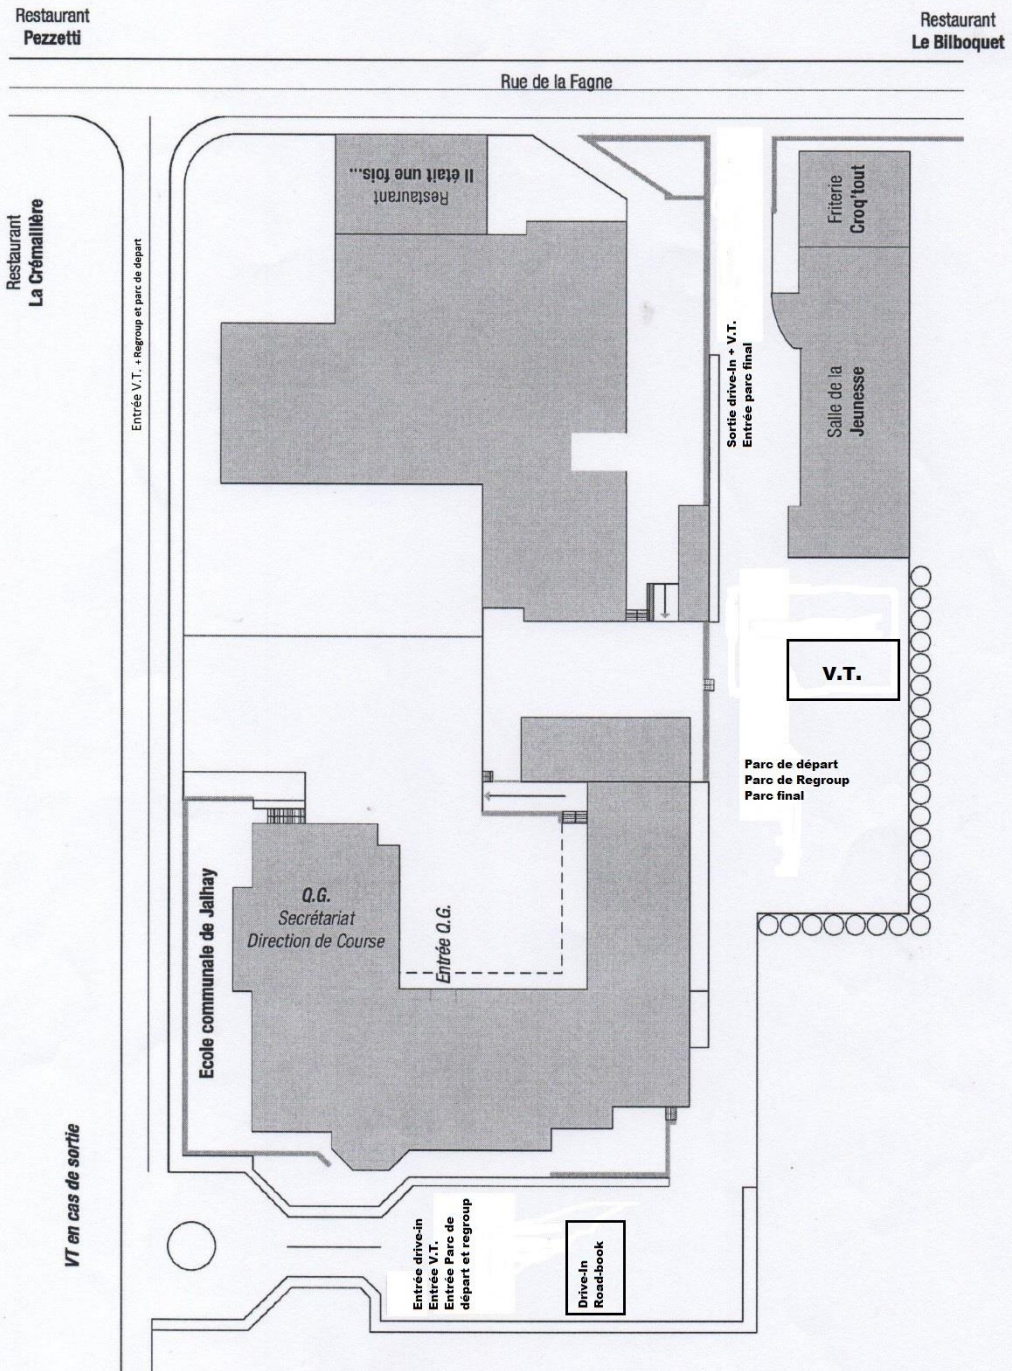 Restaurant
Pezzetti
Restaurant
Le Bilboquet
Rue de la Fagne
Restaurant
La Crémaillère
Entrée V.T. + Regroup et parc de depart
Restaurant
Il était une fois...
Friterie
Croq'tout
Sortie drive-In + V.T.
Entrée parc final
Salle de la
Jeunesse
V.T.
Parc de départ
Parc de Regroup
Parc final
Ecole communale de Jalhay
Q.G.
Secrétariat
Direction de Course
Entrée Q.G.
VT en cas de sortie
Entrée drive-in
Entrée V.T.
Entrée Parc de
départ et regroup
Drive-In
Road-book